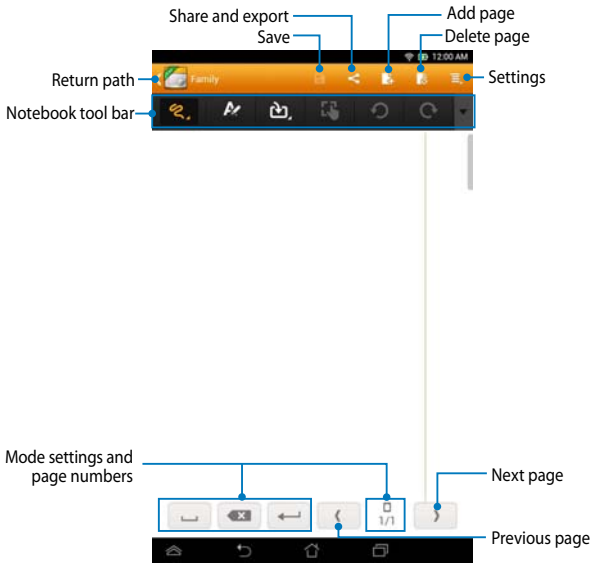 Share and export
Add page
Save
Delete page
12:00 AM
Return path
Family
Settings
Notebook tool bar
Mode settings and
page numbers
Next page
1/1
Previous page